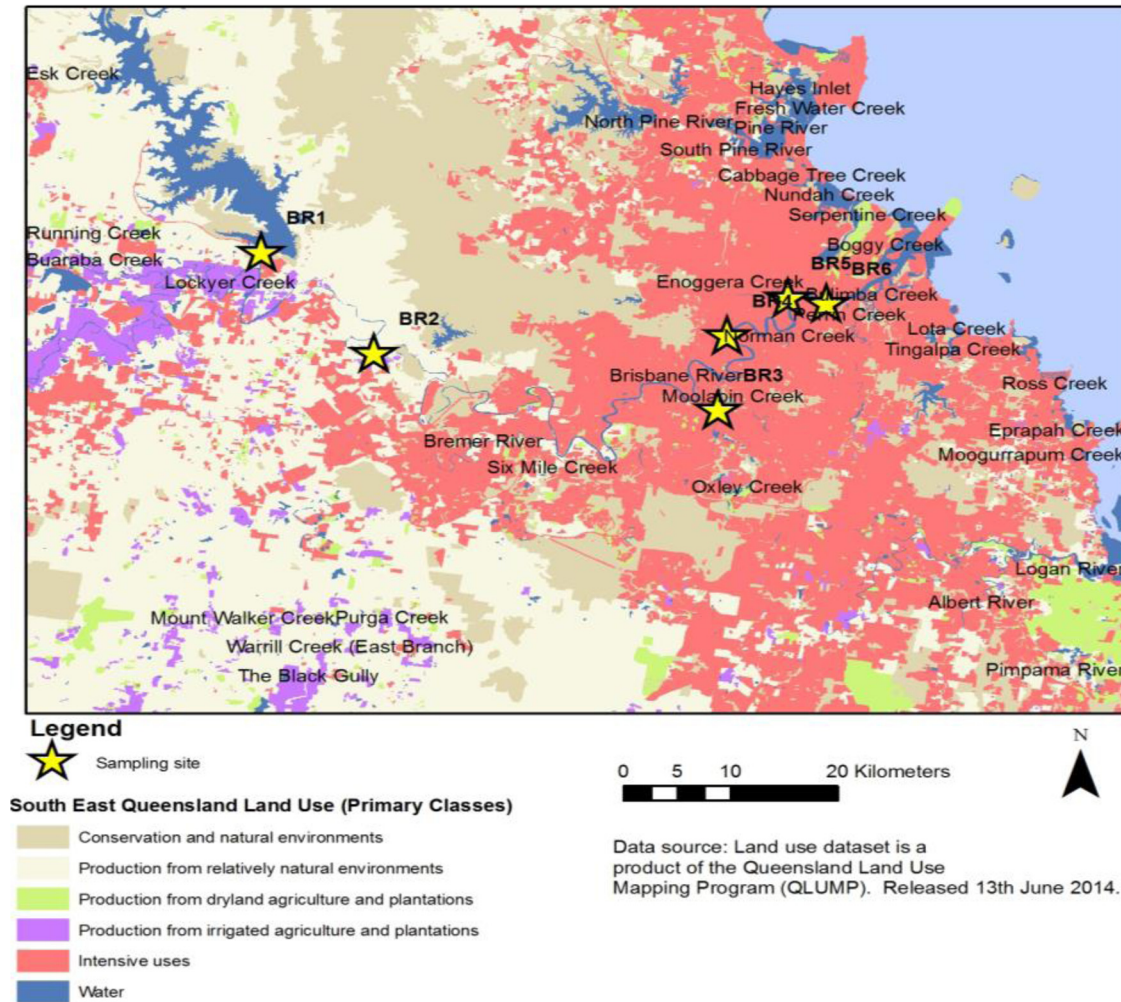 Esk Creek
Hayes Inlet
Fresh Water Creek
North Pine River
Pine River
South Pine River
Cabbage Tree Creek
Nundah Creek
Serpentine Creek
BR1
Running Creek
Boggy Creek
Buaraba Creek
BR5
BR6
Lockyer Creek
Enoggera Creek
Bulimba Creek
BR4
Perrin Creek
BR2
Norman Creek
Lota Creek
Tingalpa Creek
Brisbane River
BR3
Ross Creek
Moolabin Creek
Eprapah Creek
Bremer River
Moogurrapum Creek
Six Mile Creek
Oxley Creek
Logan River
Albert River
Mount Walker Creek
Purga Creek
Warrill Creek (East Branch)
Pimpama River
The Black Gully
Legend
Sampling site
South East Queensland Land Use (Primary Classes)
Conservation and natural environments
Production from relatively natural environments
Production from dryland agriculture and plantations
Production from irrigated agriculture and plantations
Intensive uses
Water
N
0 5 10 20 Kilometers
Data source: Land use dataset is a
product of the Queensland Land Use
Mapping Program (QLUMP). Released 13th June 2014.